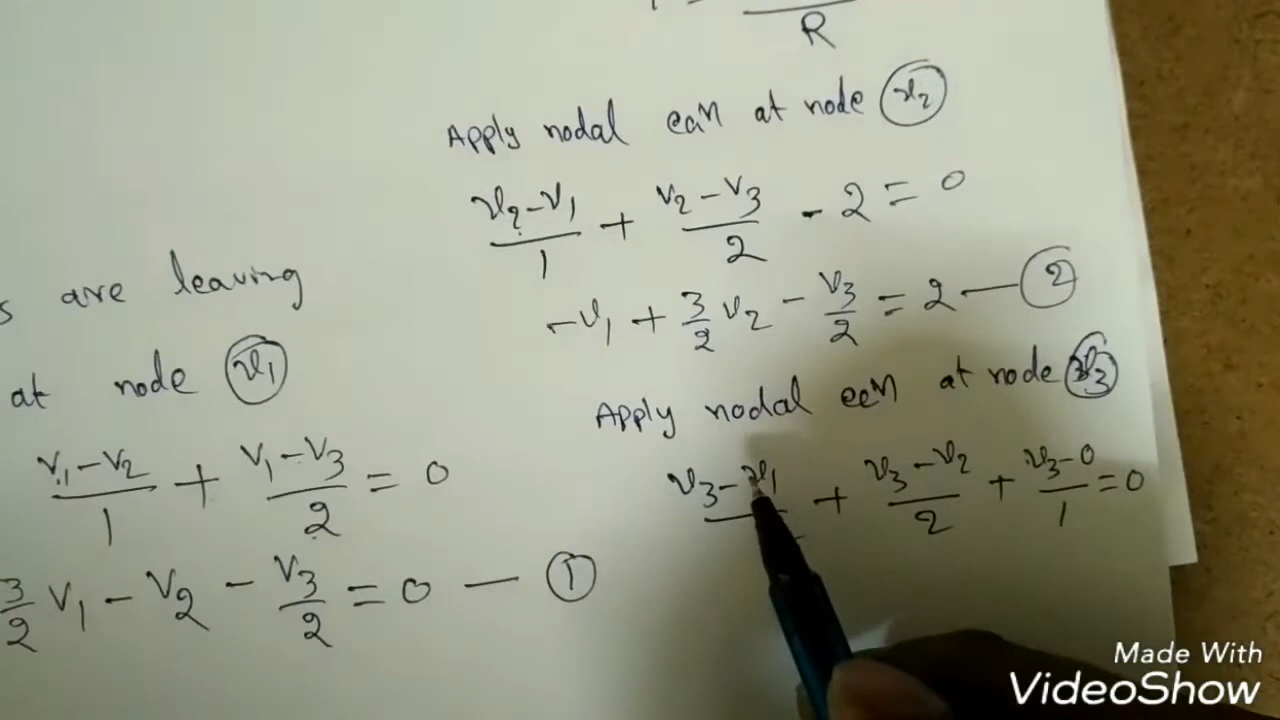 R
Apply nodal eqn at node v2
v2-v1/1 + v2-v3/2 - 2 = 0
-v1 + 3/2 v2 - v3/2 = 2 — 2
s are leaving
at node v1
v1-v2/1 + v1-v3/2 = 0
3/2 v1 - v2 - v3/2 = 0 — 1
Apply nodal eqn at node v3
v3-v1 + v3-v2/2 + v3-0/1 = 0
Made With
VideoShow